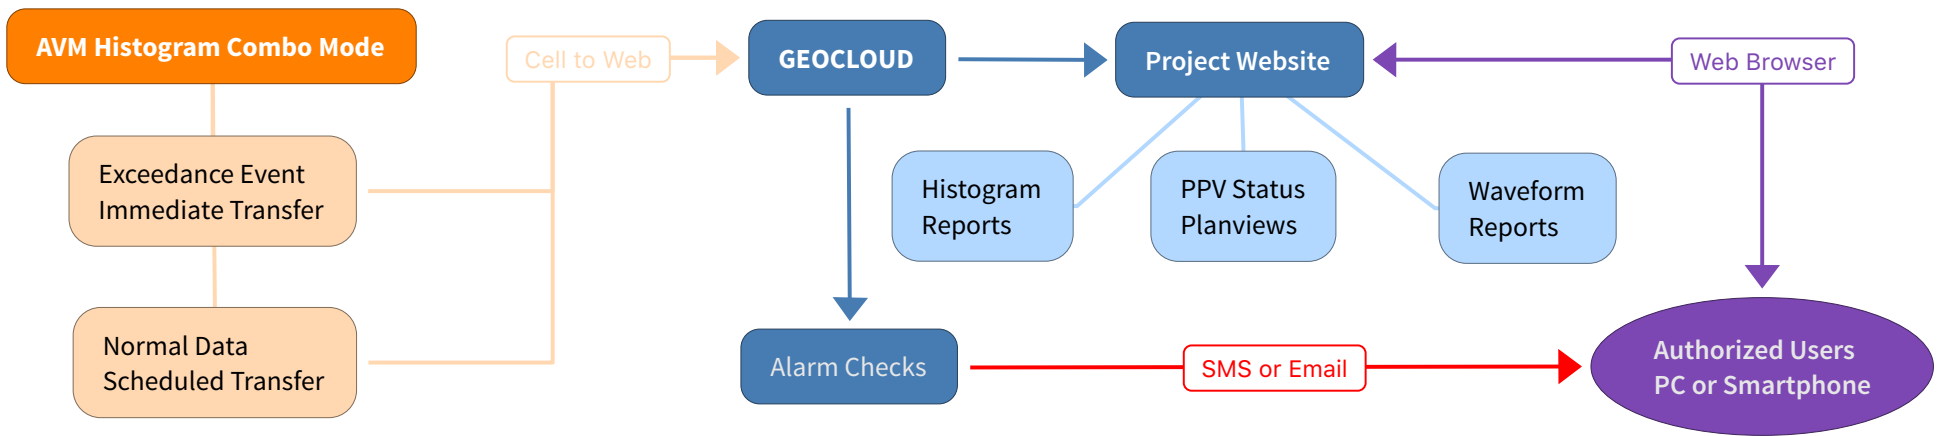 AVM Histogram Combo Mode
Cell to Web
GEOCLOUD
Project Website
Web Browser
Exceedance Event
Immediate Transfer
Histogram
Reports
PPV Status
Planviews
Waveform
Reports
Normal Data
Scheduled Transfer
Alarm Checks
SMS or Email
Authorized Users
PC or Smartphone